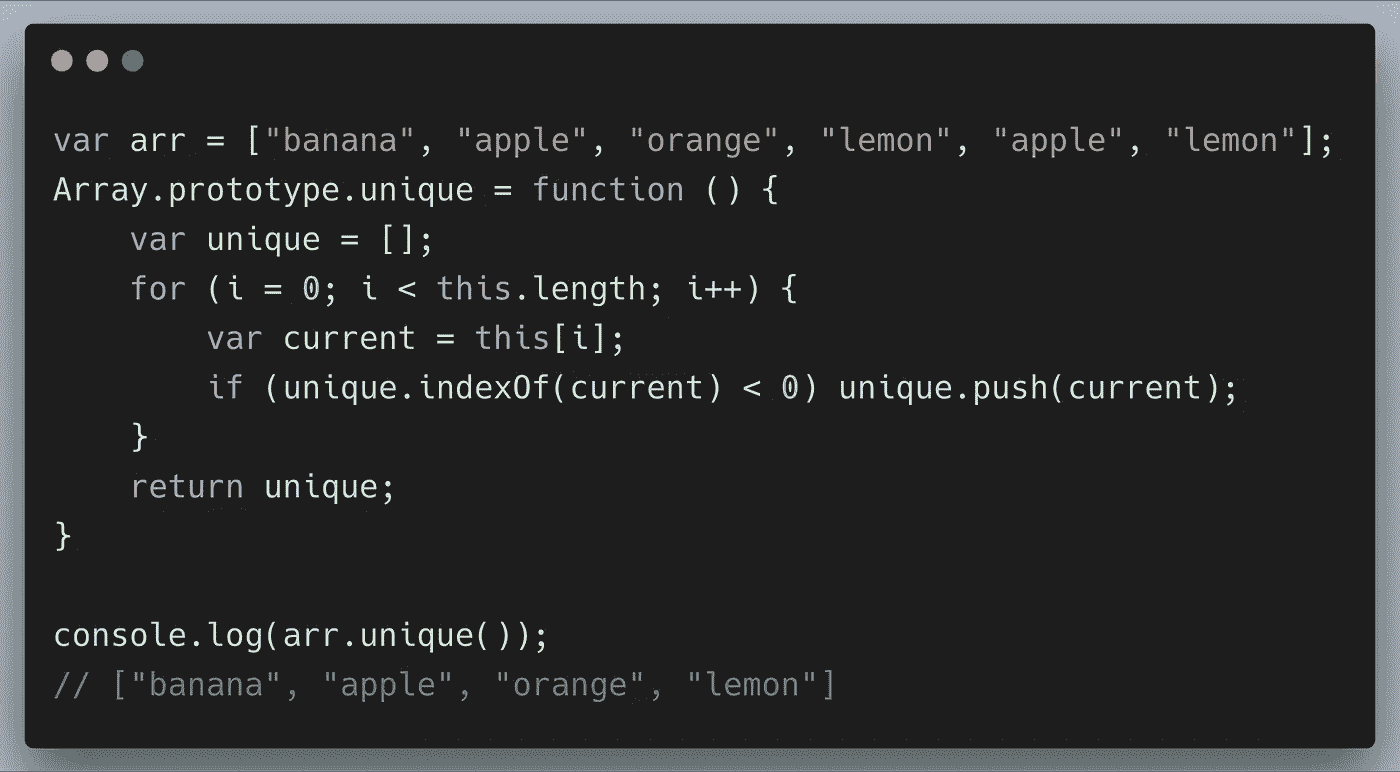 var arr = ["banana", "apple", "orange", "lemon", "apple", "lemon"];
Array.prototype.unique = function () {
    var unique = [];
    for (i = 0; i < this.length; i++) {
        var current = this[i];
        if (unique.indexOf(current) < 0) unique.push(current);
    }
    return unique;
}

console.log(arr.unique());
// ["banana", "apple", "orange", "lemon"]